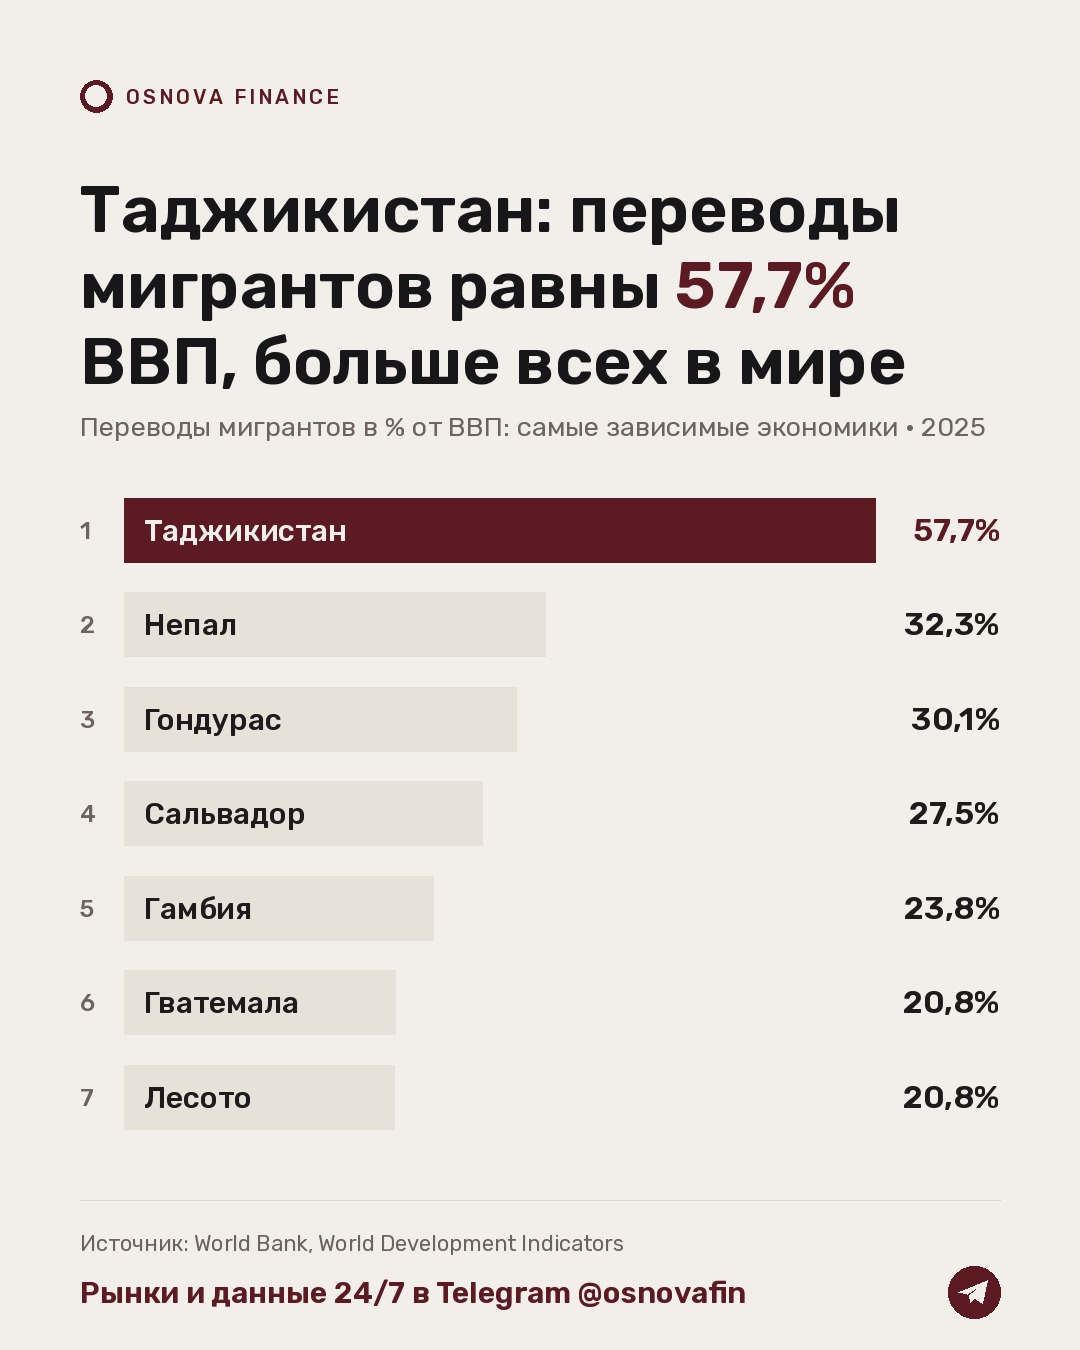 OSNOVA FINANCE
Таджикистан: переводы
мигрантов равны 57,7%
ВВП, больше всех в мире
Переводы мигрантов в % от ВВП: самые зависимые экономики • 2025
1 Таджикистан 57,7%
2 Непал 32,3%
3 Гондурас 30,1%
4 Сальвадор 27,5%
5 Гамбия 23,8%
6 Гватемала 20,8%
7 Лесото 20,8%
Источник: World Bank, World Development Indicators
Рынки и данные 24/7 в Telegram @osnovafin